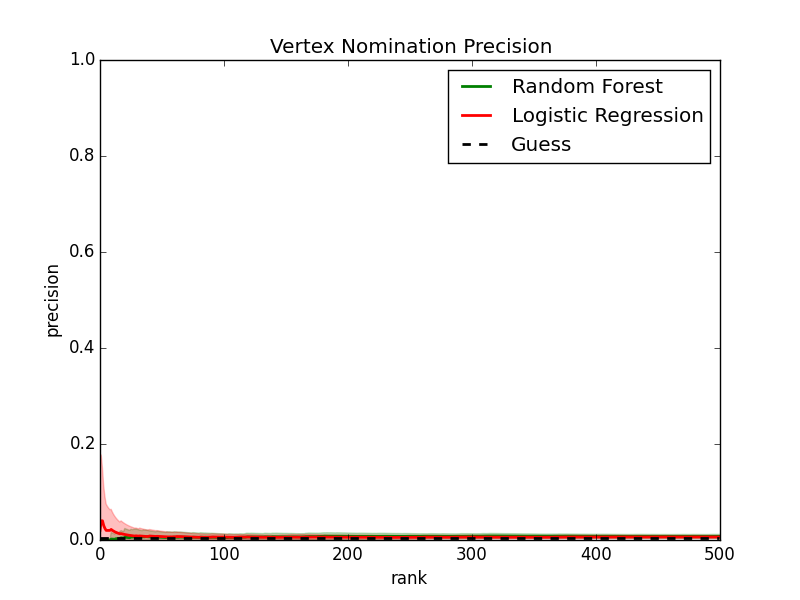 Vertex Nomination Precision
1.0
0.8
0.6
0.4
0.2
0.0
precision
Random Forest
Logistic Regression
Guess
0 100 200 300 400 500
rank